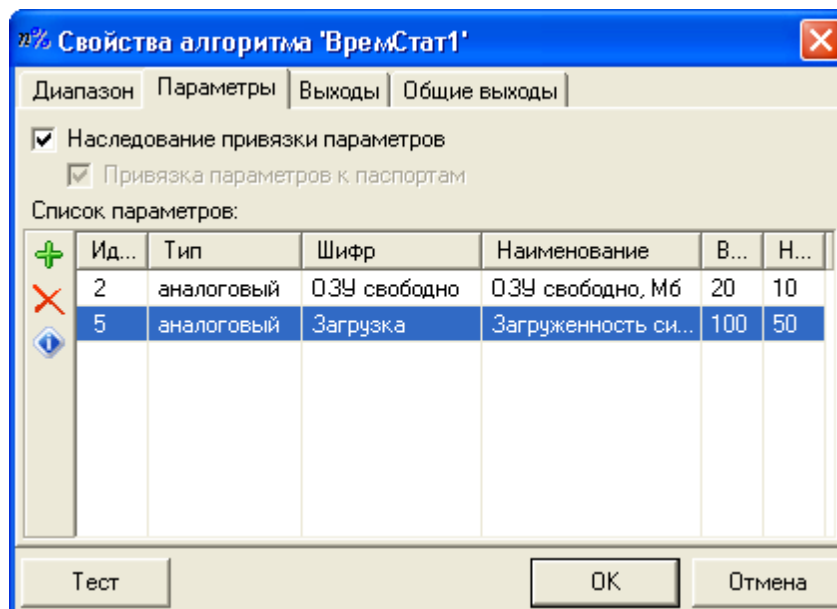 n% Свойства алгоритма 'ВремСтат1'
Диапазон Параметры Выходы Общие выходы
Наследование привязки параметров
Привязка параметров к паспортам
Список параметров:
Ид... Тип Шифр Наименование В... Н...
2 аналоговый ОЗУ свободно ОЗУ свободно, Мб 20 10
5 аналоговый Загрузка Загруженность си... 100 50
Тест OK Отмена